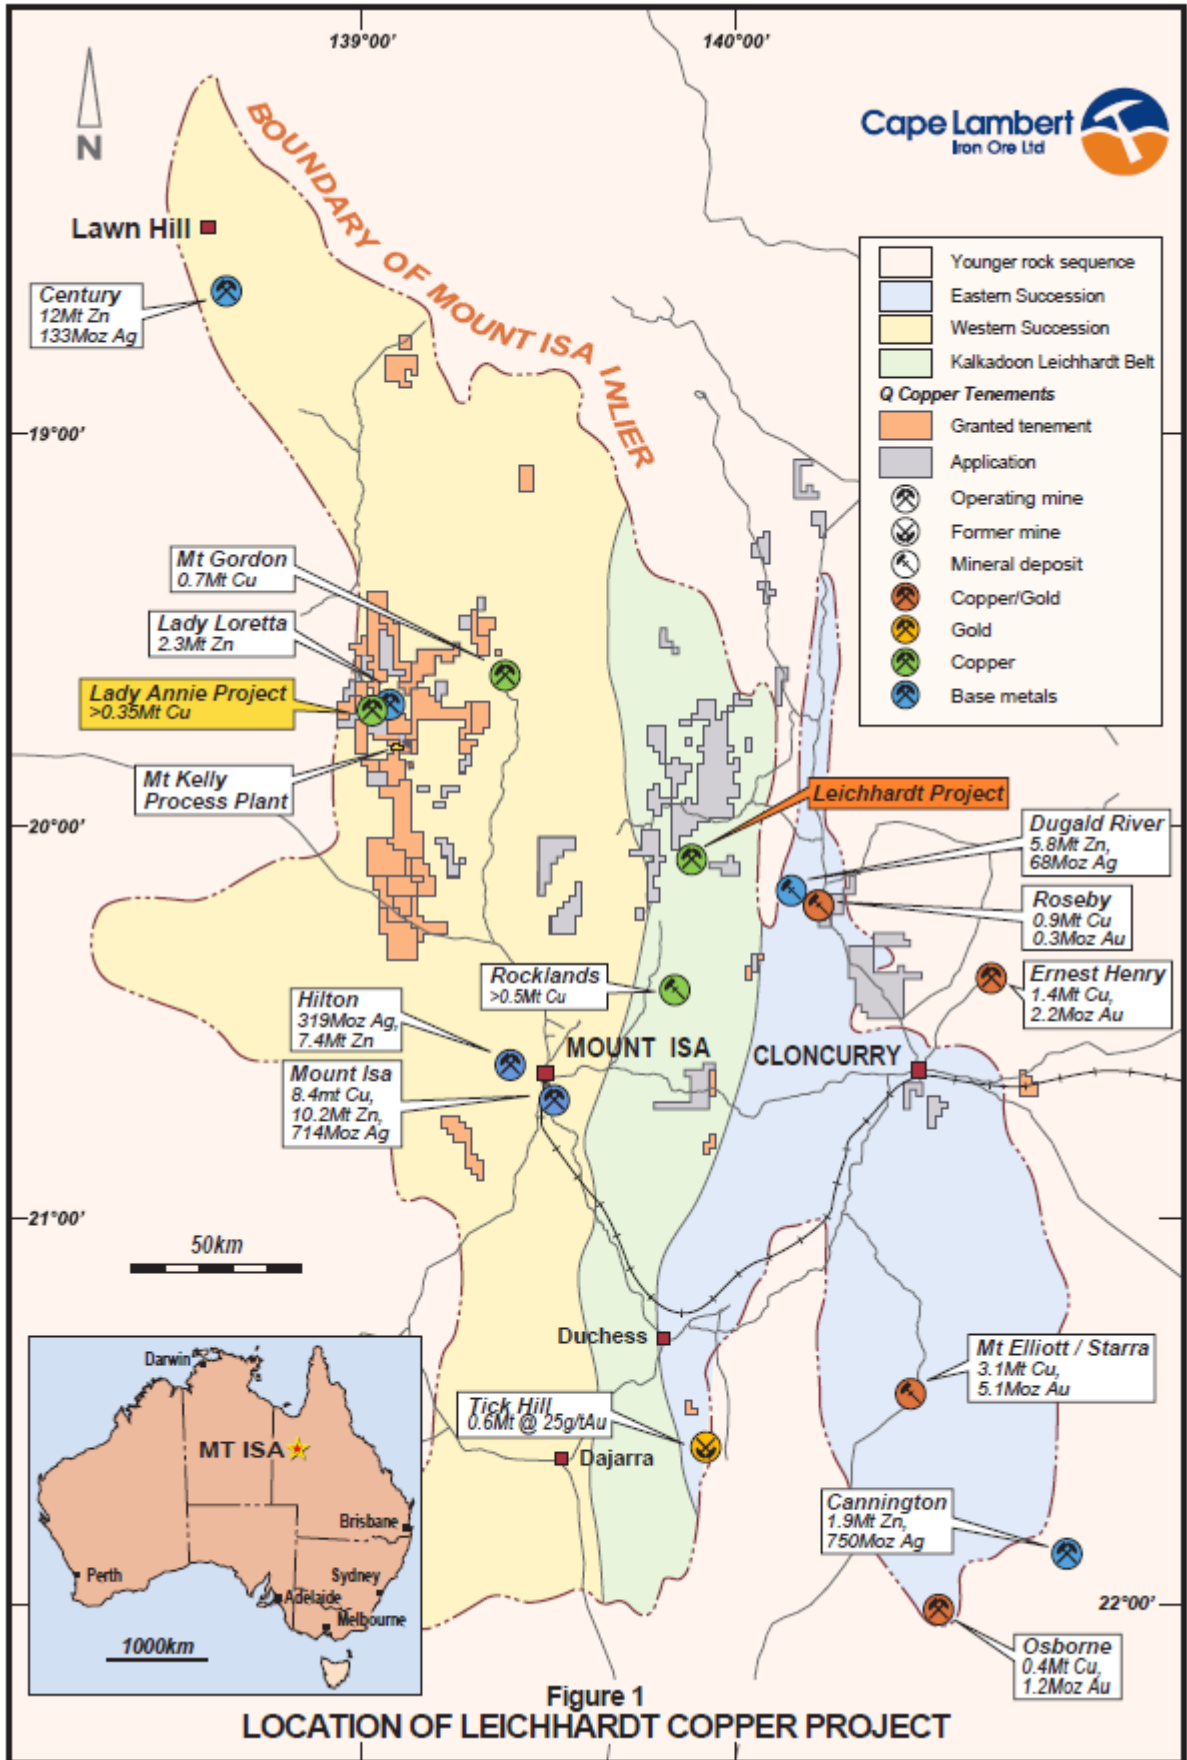 139°00'
140°00'
N
Cape Lambert
Iron Ore Ltd
BOUNDARY OF MOUNT ISA INLIER
Lawn Hill
Century
12Mt Zn
133Moz Ag
Younger rock sequence
Eastern Succession
Western Succession
Kalkadoon Leichhardt Belt
Q Copper Tenements
Granted tenement
Application
Operating mine
Former mine
Mineral deposit
Copper/Gold
Gold
Copper
Base metals
19°00'
Mt Gordon
0.7Mt Cu
Lady Loretta
2.3Mt Zn
Lady Annie Project
>0.35Mt Cu
Mt Kelly
Process Plant
Leichhardt Project
20°00'
Dugald River
5.8Mt Zn,
68Moz Ag
Roseby
0.9Mt Cu
0.3Moz Au
Rocklands
>0.5Mt Cu
Ernest Henry
1.4Mt Cu,
2.2Moz Au
Hilton
319Moz Ag,
7.4Mt Zn
MOUNT ISA
CLONCURRY
Mount Isa
8.4mt Cu,
10.2Mt Zn,
714Moz Ag
21°00'
50km
Duchess
Mt Elliott / Starra
3.1Mt Cu,
5.1Moz Au
Tick Hill
0.6Mt @ 25g/tAu
Dajarra
Cannington
1.9Mt Zn,
750Moz Ag
22°00'
Osborne
0.4Mt Cu,
1.2Moz Au
Darwin
MT ISA
Brisbane
Perth
Sydney
Adelaide
Melbourne
1000km
Figure 1
LOCATION OF LEICHHARDT COPPER PROJECT